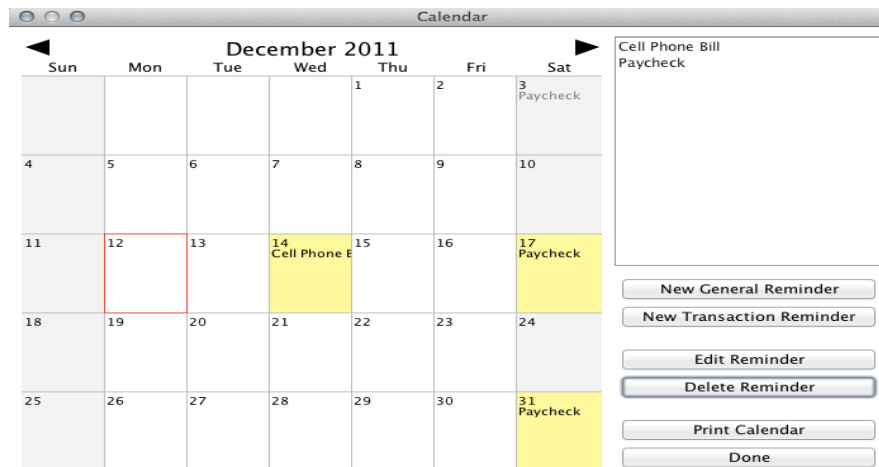 Calendar
December 2011
Sun Mon Tue Wed Thu Fri Sat
1 2 3
Paycheck
4 5 6 7 8 9 10
11 12 13 14 15 16 17
Cell Phone B Paycheck
18 19 20 21 22 23 24
25 26 27 28 29 30 31
Paycheck
Cell Phone Bill
Paycheck
New General Reminder
New Transaction Reminder
Edit Reminder
Delete Reminder
Print Calendar
Done